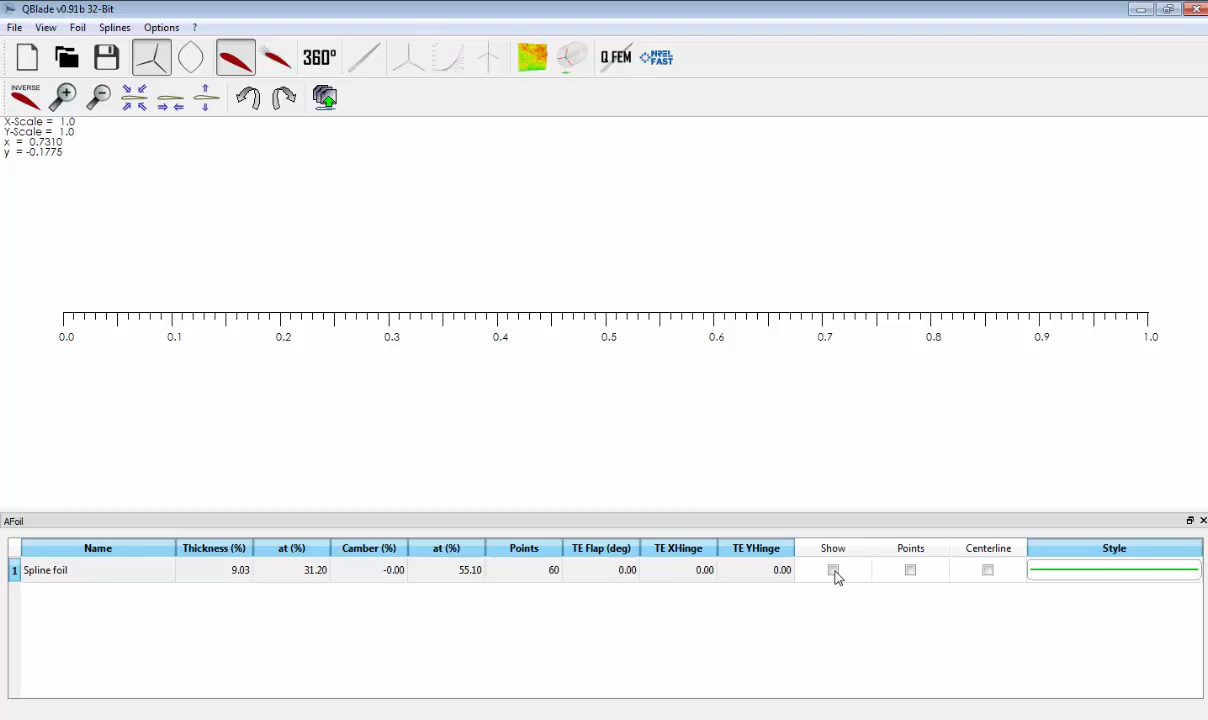 QBlade v0.91b 32-Bit
File View Foil Splines Options ?
360° Q FEM NREL FAST
INVERSE
X-Scale = 1.0
Y-Scale = 1.0
x = 0.7310
y = -0.1775
0.0 0.1 0.2 0.3 0.4 0.5 0.6 0.7 0.8 0.9 1.0
AFoil
Name Thickness (%) at (%) Camber (%) at (%) Points TE Flap (deg) TE XHinge TE YHinge Show Points Centerline Style
1 Spline foil 9.03 31.20 -0.00 55.10 60 0.00 0.00 0.00